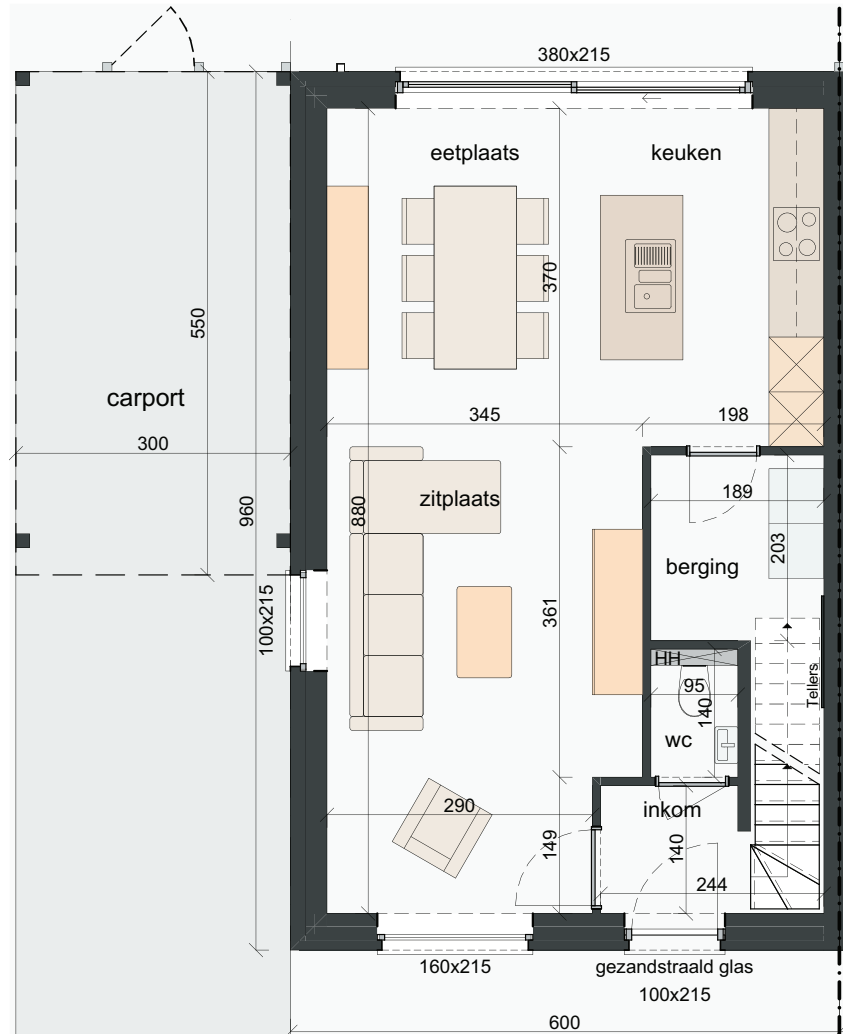 380x215
eetplaats
keuken
370
550
carport
345
198
300
zitplaats
189
880
960
203
berging
361
100x215
HH
95
140
Tellers
wc
290
inkom
149
140
244
160x215
gezandstraald glas
100x215
600